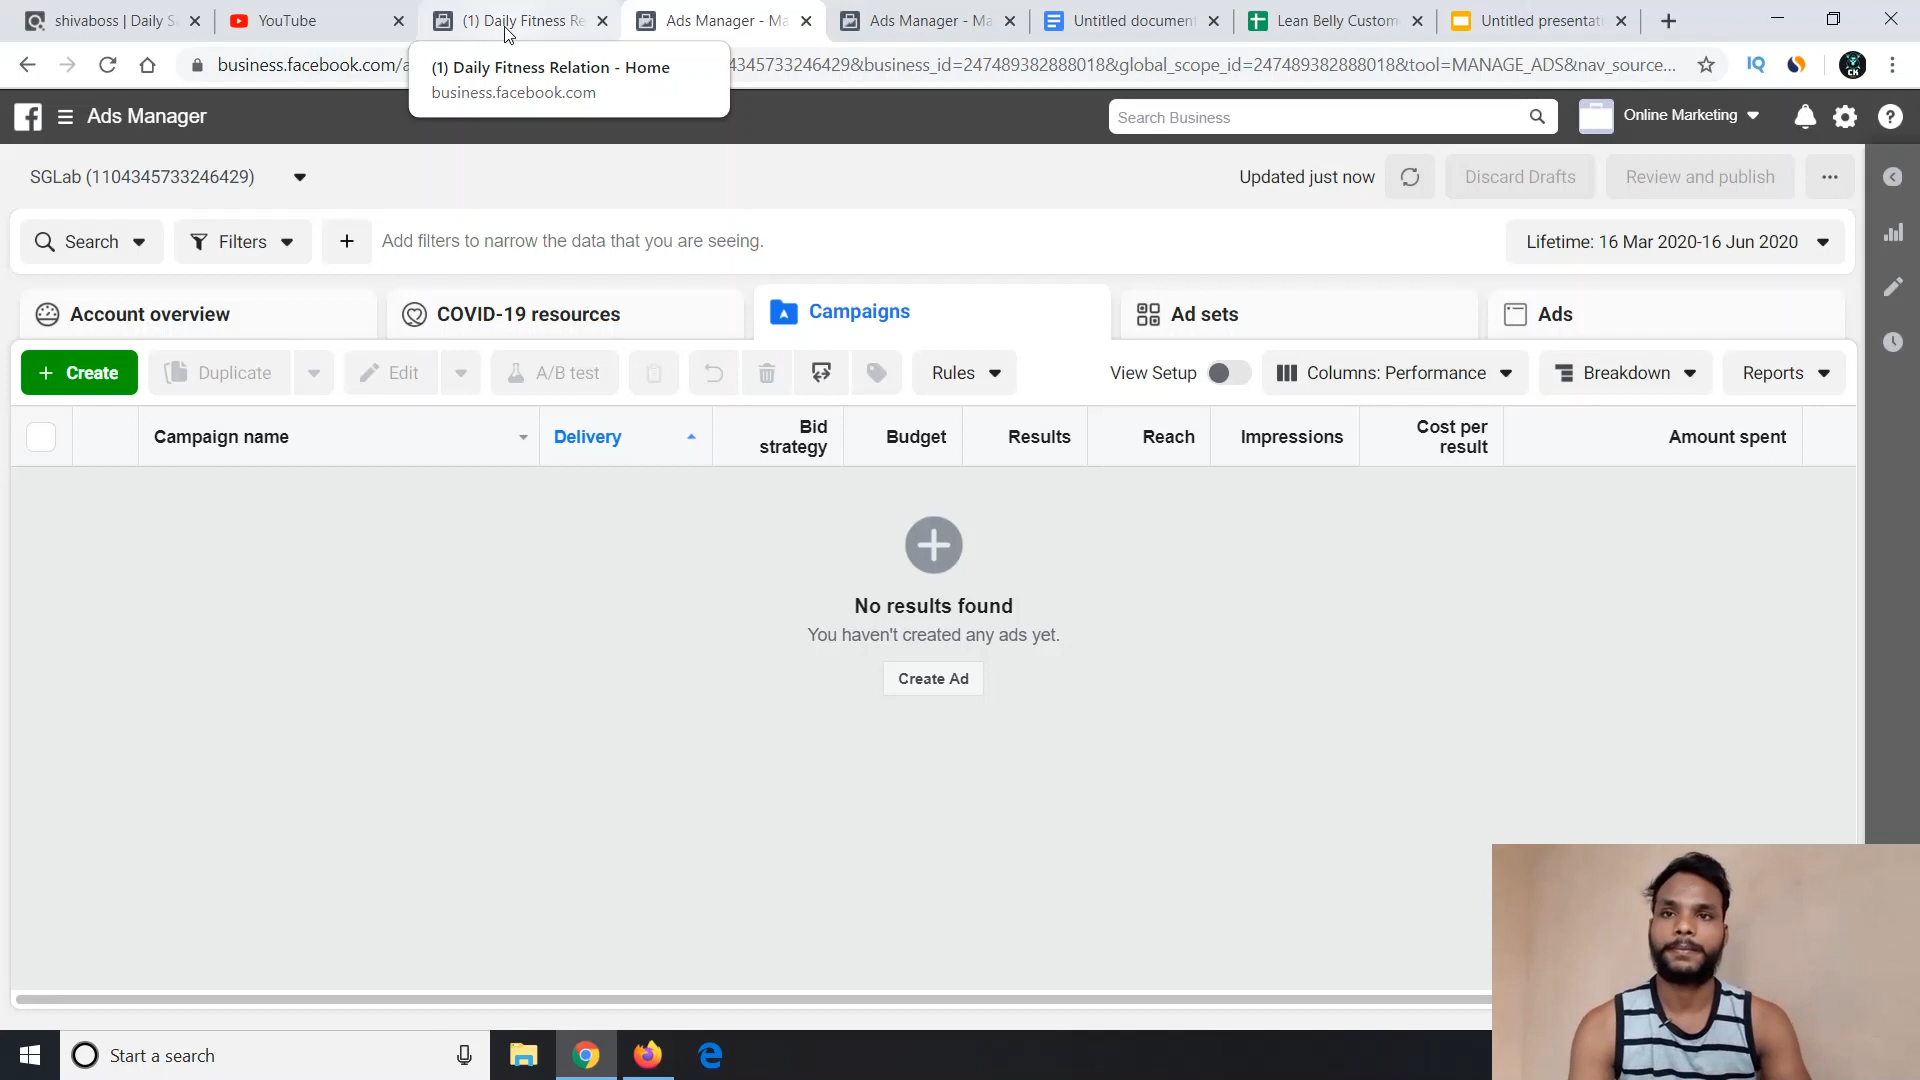 shivaboss | Daily S
YouTube
(1) Daily Fitness Re
Ads Manager - Ma
Ads Manager - Ma
Untitled document
Lean Belly Custom
Untitled presentat
business.facebook.com/a
345733246429&business_id=247489382888018&global_scope_id=247489382888018&tool=MANAGE_ADS&nav_source...
IQ
CK
(1) Daily Fitness Relation - Home
business.facebook.com
Ads Manager
Search Business
Online Marketing
SGLab (1104345733246429)
Updated just now
Discard Drafts
Review and publish
Search
Filters
Add filters to narrow the data that you are seeing.
Lifetime: 16 Mar 2020-16 Jun 2020
Account overview
COVID-19 resources
Campaigns
Ad sets
Ads
+ Create
Duplicate
Edit
A/B test
Rules
View Setup
Columns: Performance
Breakdown
Reports
Campaign name
Delivery
Bid strategy
Budget
Results
Reach
Impressions
Cost per result
Amount spent
No results found
You haven't created any ads yet.
Create Ad
Start a search